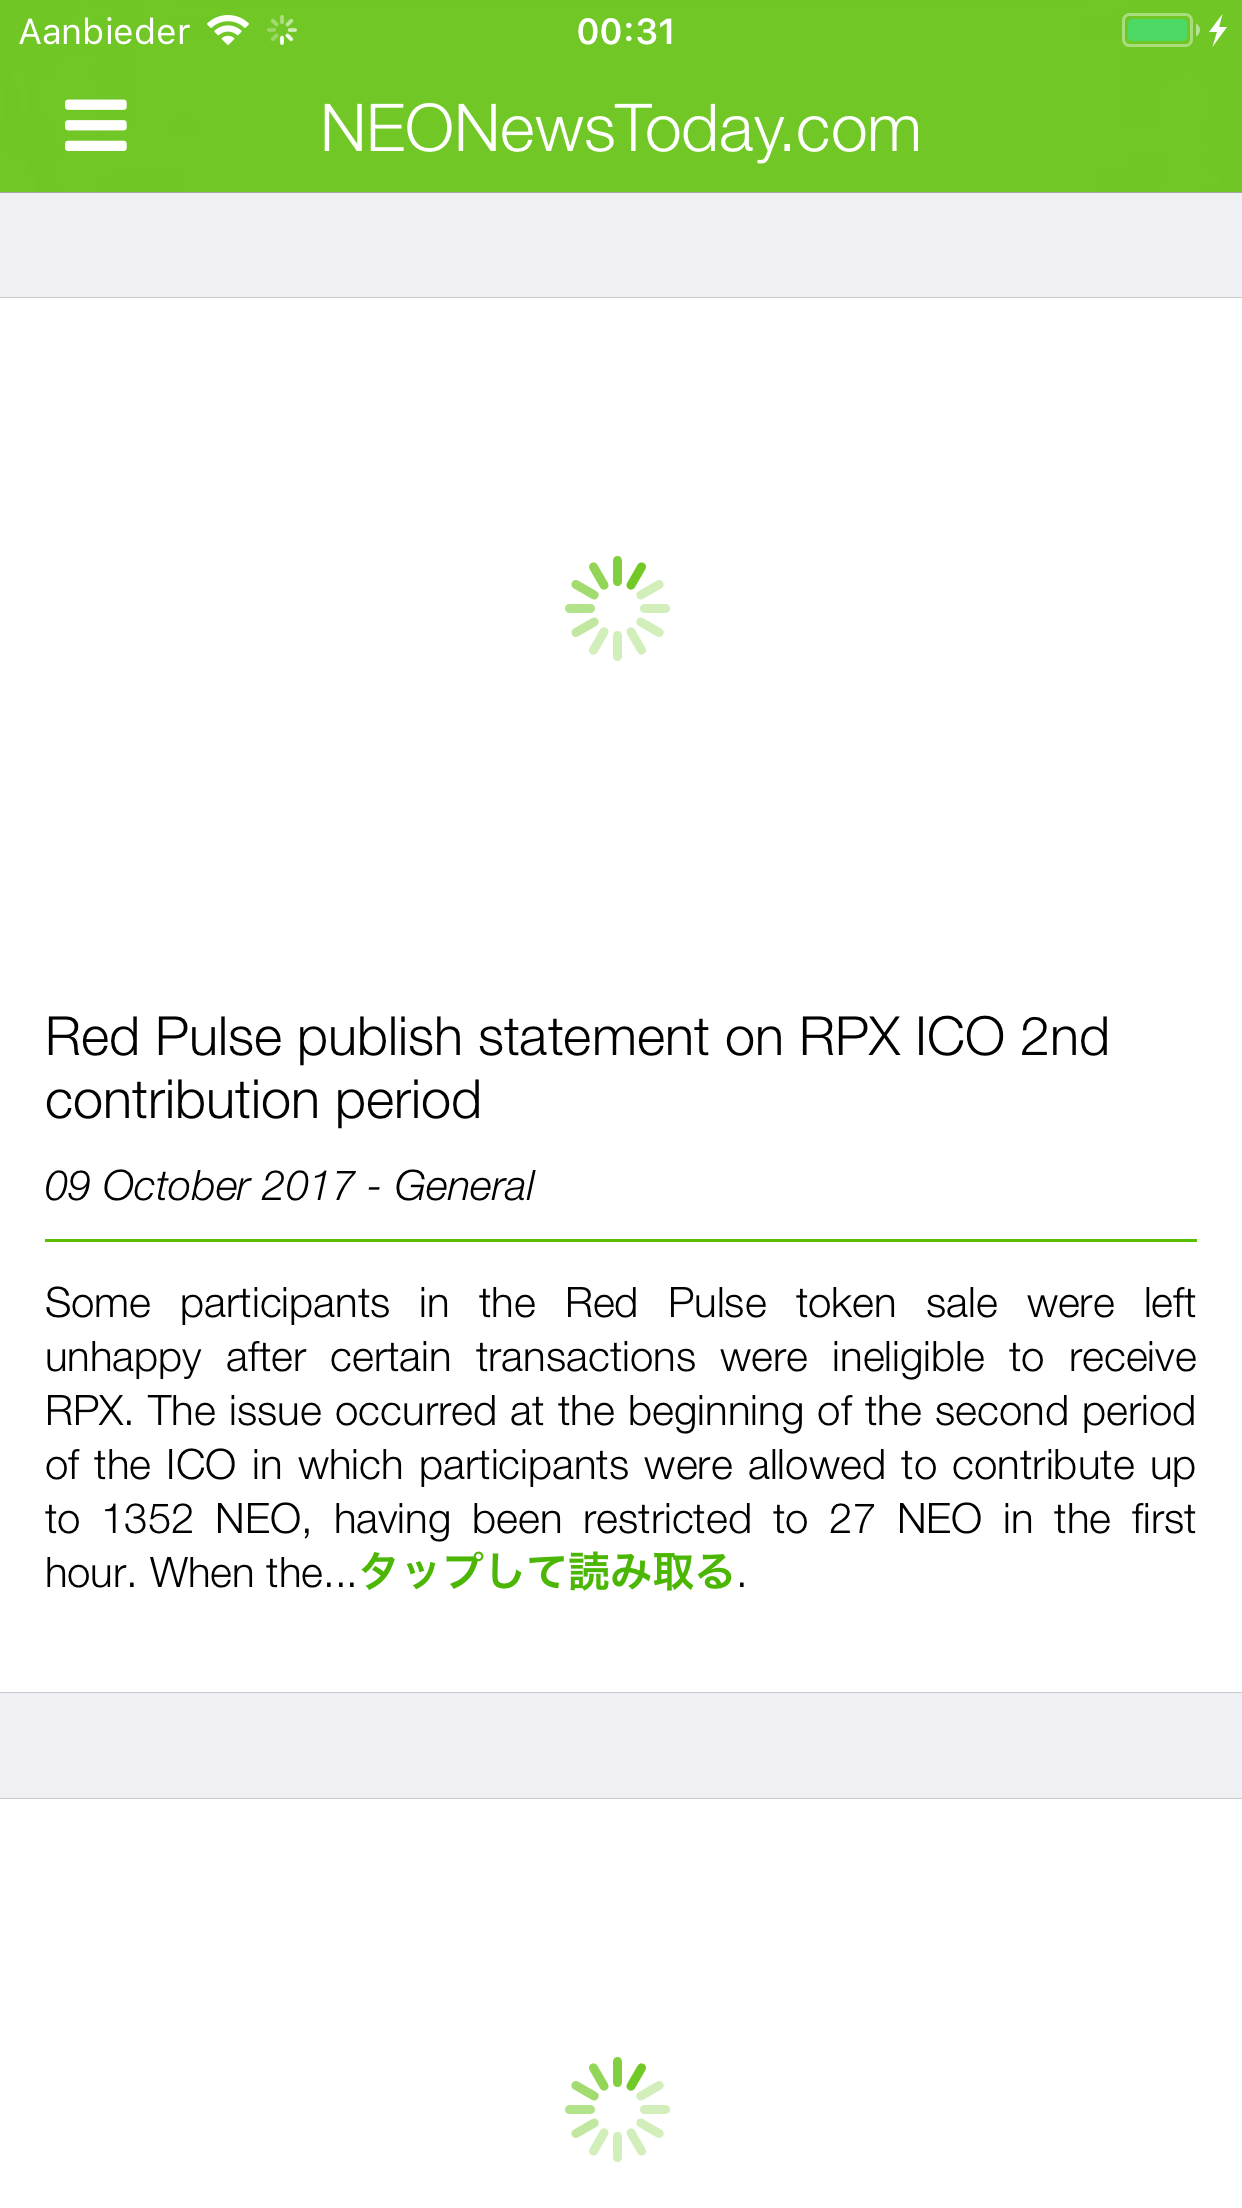 Aanbieder 00:31
NEONewsToday.com
Red Pulse publish statement on RPX ICO 2nd
contribution period
09 October 2017 - General
Some participants in the Red Pulse token sale were left
unhappy after certain transactions were ineligible to receive
RPX. The issue occurred at the beginning of the second period
of the ICO in which participants were allowed to contribute up
to 1352 NEO, having been restricted to 27 NEO in the first
hour. When the...タップして読み取る.